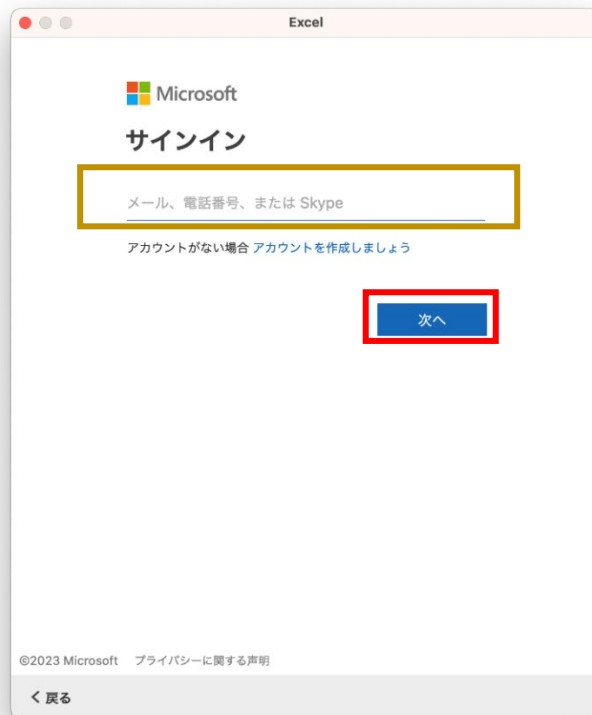 Excel
Microsoft
サインイン
メール、電話番号、または Skype
アカウントがない場合 アカウントを作成しましょう
次へ
©2023 Microsoft プライバシーに関する声明
戻る